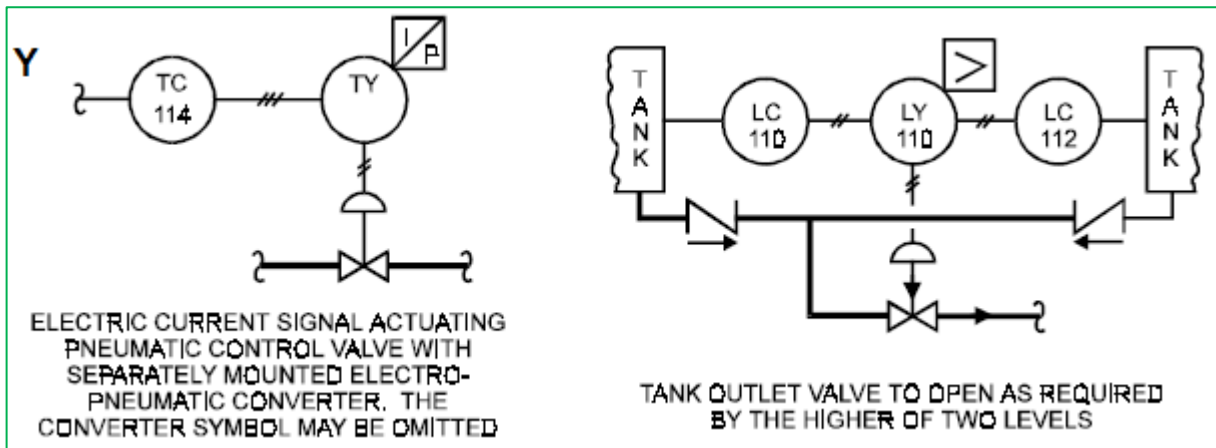 Y
TC
114
TY
I
P
ELECTRIC CURRENT SIGNAL ACTUATING
PNEUMATIC CONTROL VALVE WITH
SEPARATELY MOUNTED ELECTRO-
PNEUMATIC CONVERTER. THE
CONVERTER SYMBOL MAY BE OMITTED
TANK
LC
110
LY
110
>
LC
112
TANK
TANK OUTLET VALVE TO OPEN AS REQUIRED
BY THE HIGHER OF TWO LEVELS